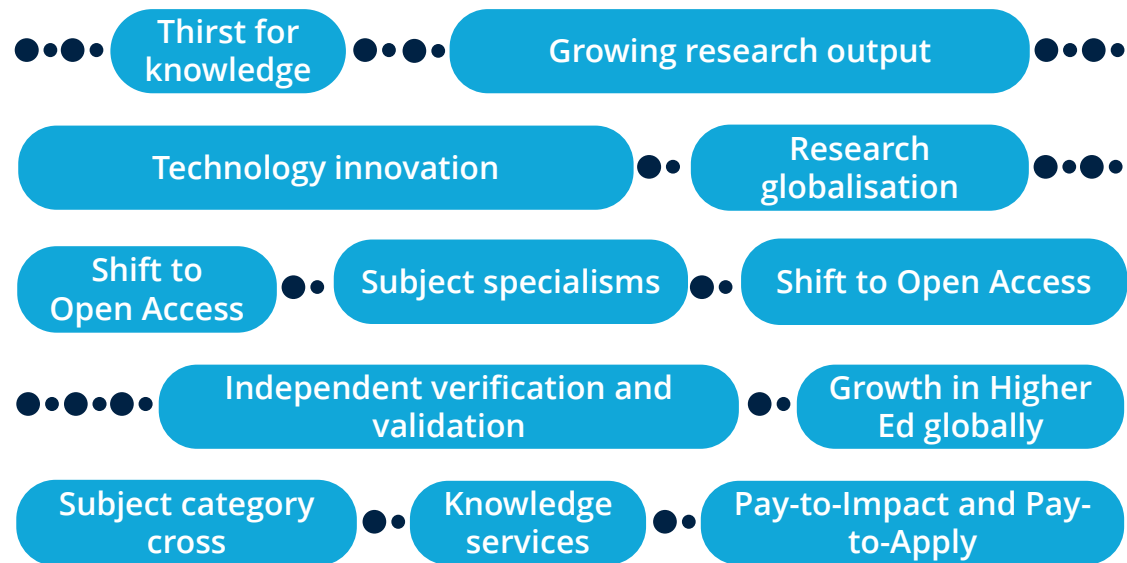 Thirst for
knowledge
Growing research output
Technology innovation
Research
globalisation
Shift to
Open Access
Subject specialisms
Shift to Open Access
Independent verification and
validation
Growth in Higher
Ed globally
Subject category
cross
Knowledge
services
Pay-to-Impact and Pay-
to-Apply